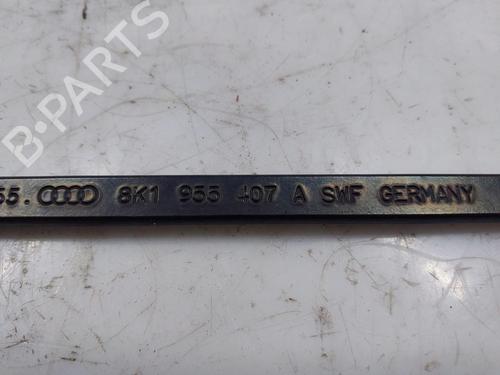 B-PARTS
55. 8K1 955 407 A SWF GERMANY